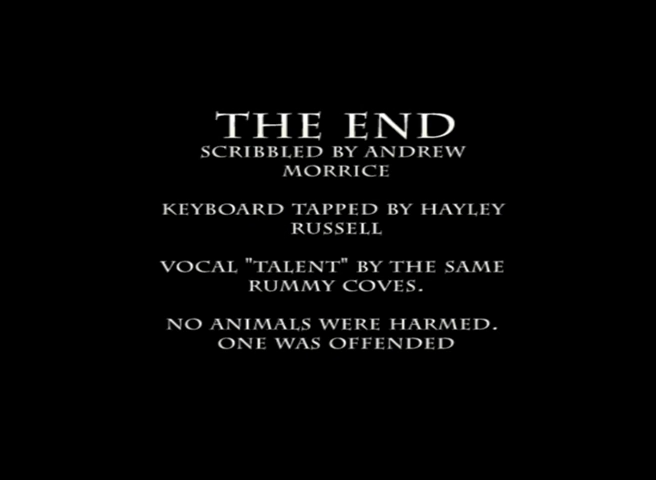 THE END
SCRIBBLED BY ANDREW
MORRICE
KEYBOARD TAPPED BY HAYLEY
RUSSELL
VOCAL "TALENT" BY THE SAME
RUMMY COVES.
NO ANIMALS WERE HARMED.
ONE WAS OFFENDED